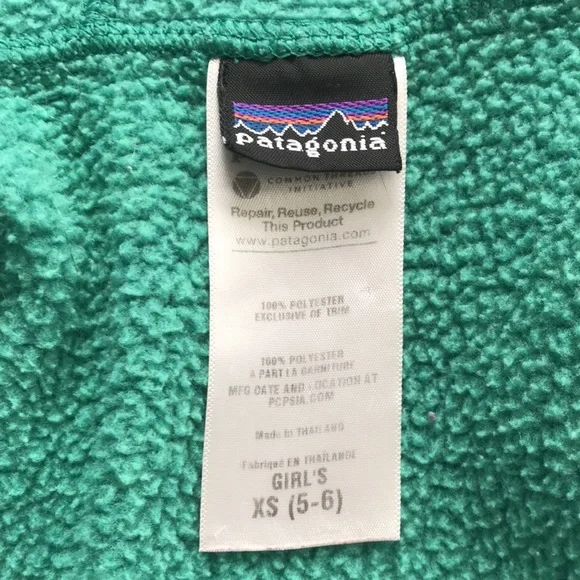 patagonia
COMMON THREADS
INITIATIVE
Repair, Reuse, Recycle
This Product
www.patagonia.com
100% POLYESTER
EXCLUSIVE OF TRIM
100% POLYESTER
A PART LA GARNITURE
MFG DATE AND LOCATION AT
PCPSIA.COM
Made in THAILAND
Fabriqué EN THAÏLANDE
GIRL'S
XS (5-6)